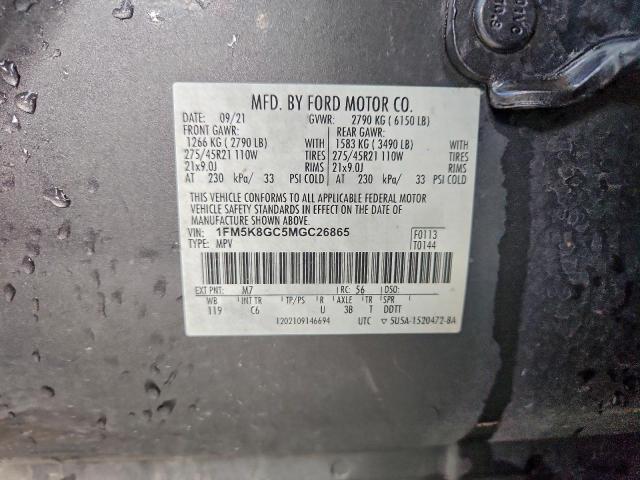 MFD. BY FORD MOTOR CO.
DATE: 09/21 GVWR: 2790 KG ( 6150 LB)
FRONT GAWR: REAR GAWR:
1266 KG ( 2790 LB) WITH 1583 KG ( 3490 LB) WITH
275/45R21 110W TIRES 275/45R21 110W TIRES
21x9.0J RIMS 21x9.0J RIMS
AT 230 kPa/ 33 PSI COLD AT 230 kPa/ 33 PSI COLD
THIS VEHICLE CONFORMS TO ALL APPLICABLE FEDERAL MOTOR
VEHICLE SAFETY STANDARDS IN EFFECT ON THE DATE OF
MANUFACTURE SHOWN ABOVE.
VIN: 1FM5K8GC5MGC26865 F0113
TYPE: MPV T0144
EXT PNT: M7 RC: 56 DSO:
WB INT TR TP/PS R AXLE TR SPR
119 C6 U 3B T DDTT
1202109146694 UTC ▽ 5USA-1520472-BA